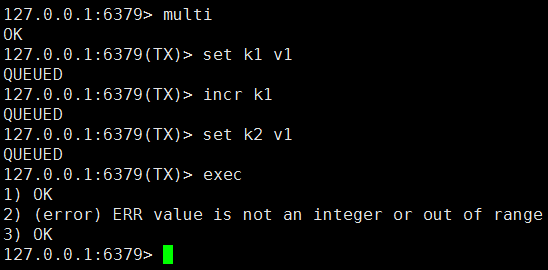 127.0.0.1:6379> multi
OK
127.0.0.1:6379(TX)> set k1 v1
QUEUED
127.0.0.1:6379(TX)> incr k1
QUEUED
127.0.0.1:6379(TX)> set k2 v1
QUEUED
127.0.0.1:6379(TX)> exec
1) OK
2) (error) ERR value is not an integer or out of range
3) OK
127.0.0.1:6379>